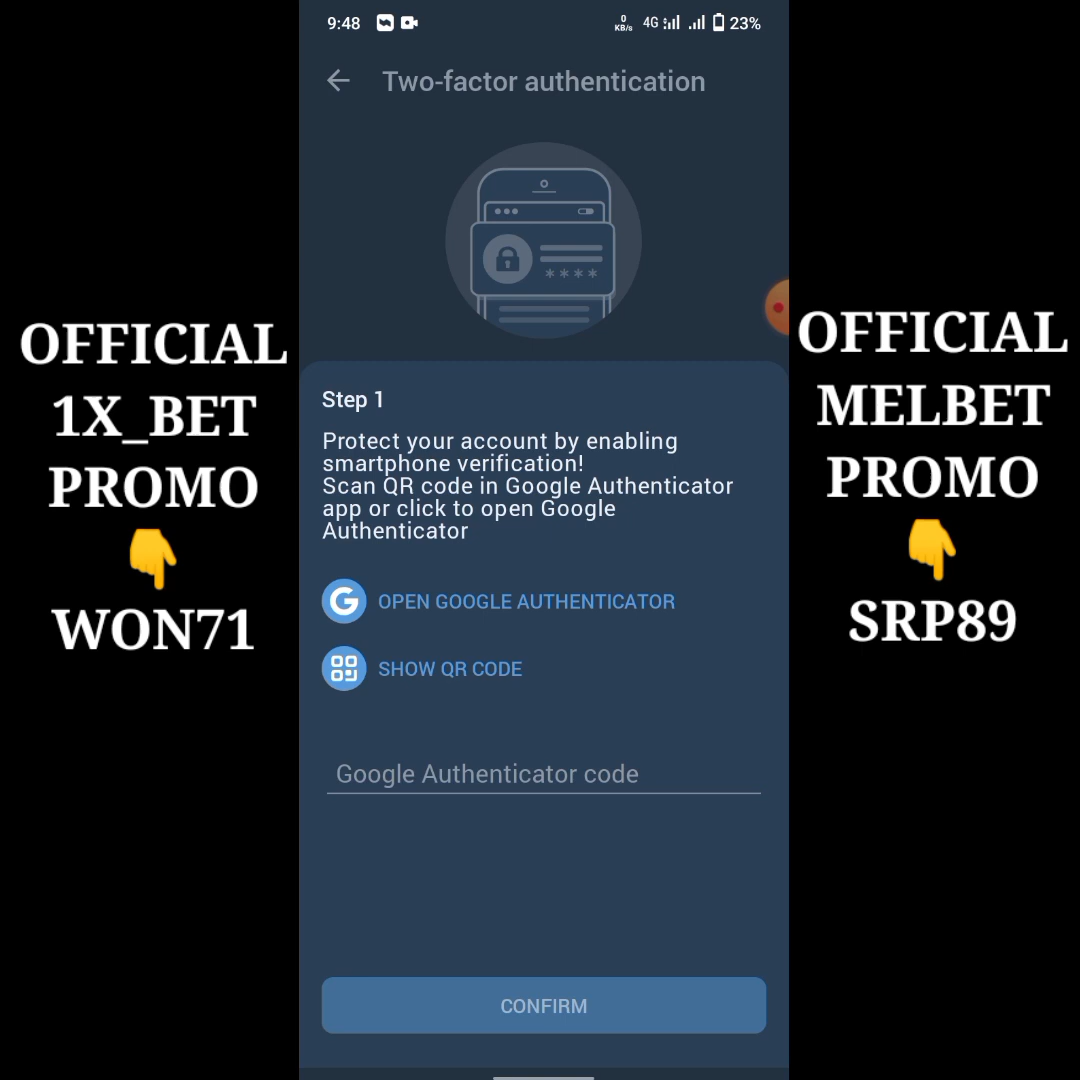 9:48
0
KB/s
4G
23%
Two-factor authentication
****
OFFICIAL
1X_BET
PROMO
👇
WON71
Step 1
Protect your account by enabling
smartphone verification!
Scan QR code in Google Authenticator
app or click to open Google
Authenticator
G OPEN GOOGLE AUTHENTICATOR
SHOW QR CODE
Google Authenticator code
CONFIRM
OFFICIAL
MELBET
PROMO
👇
SRP89